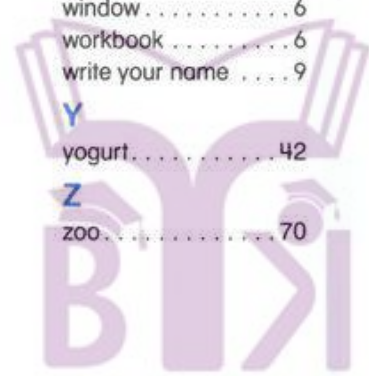 window . . . . . . . . . . . . 6
workbook . . . . . . . . . 6
write your name . . . . 9
Y
yogurt. . . . . . . . . . . . 42
Z
zoo. . . . . . . . . . . . . . 70